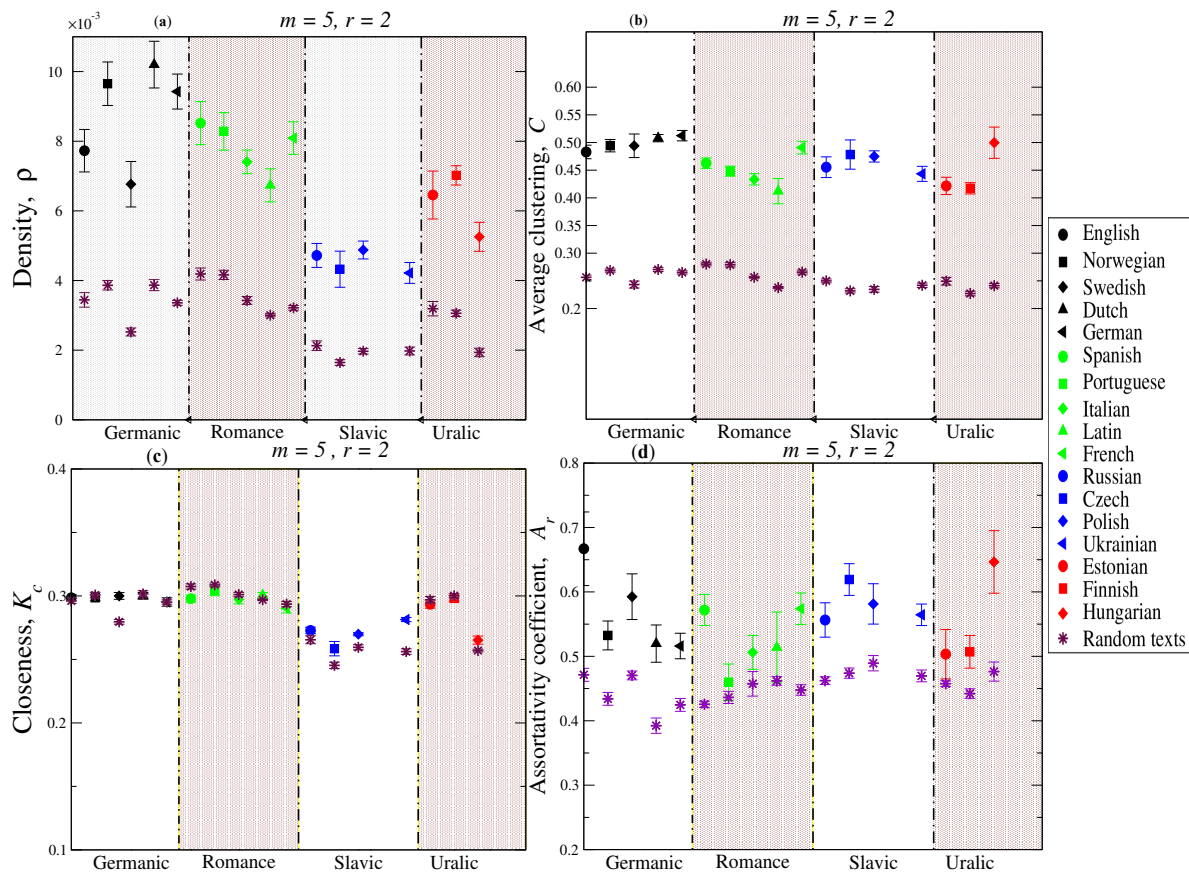 ×10⁻³
(a)
m = 5, r = 2
10
8
6
4
2
0
Density, ρ
Germanic
Romance
Slavic
Uralic
(b)
m = 5, r = 2
0.60
0.55
0.50
0.45
0.40
0.30
0.2
Average clustering, C
Germanic
Romance
Slavic
Uralic
(c)
m = 5 , r = 2
0.4
0.3
0.2
0.1
Closeness, K_c
Germanic
Romance
Slavic
Uralic
(d)
m = 5, r = 2
0.8
0.7
0.6
0.5
0.4
0.3
0.2
Assortativity coefficient, A_r
Germanic
Romance
Slavic
Uralic
English
Norwegian
Swedish
Dutch
German
Spanish
Portuguese
Italian
Latin
French
Russian
Czech
Polish
Ukrainian
Estonian
Finnish
Hungarian
Random texts